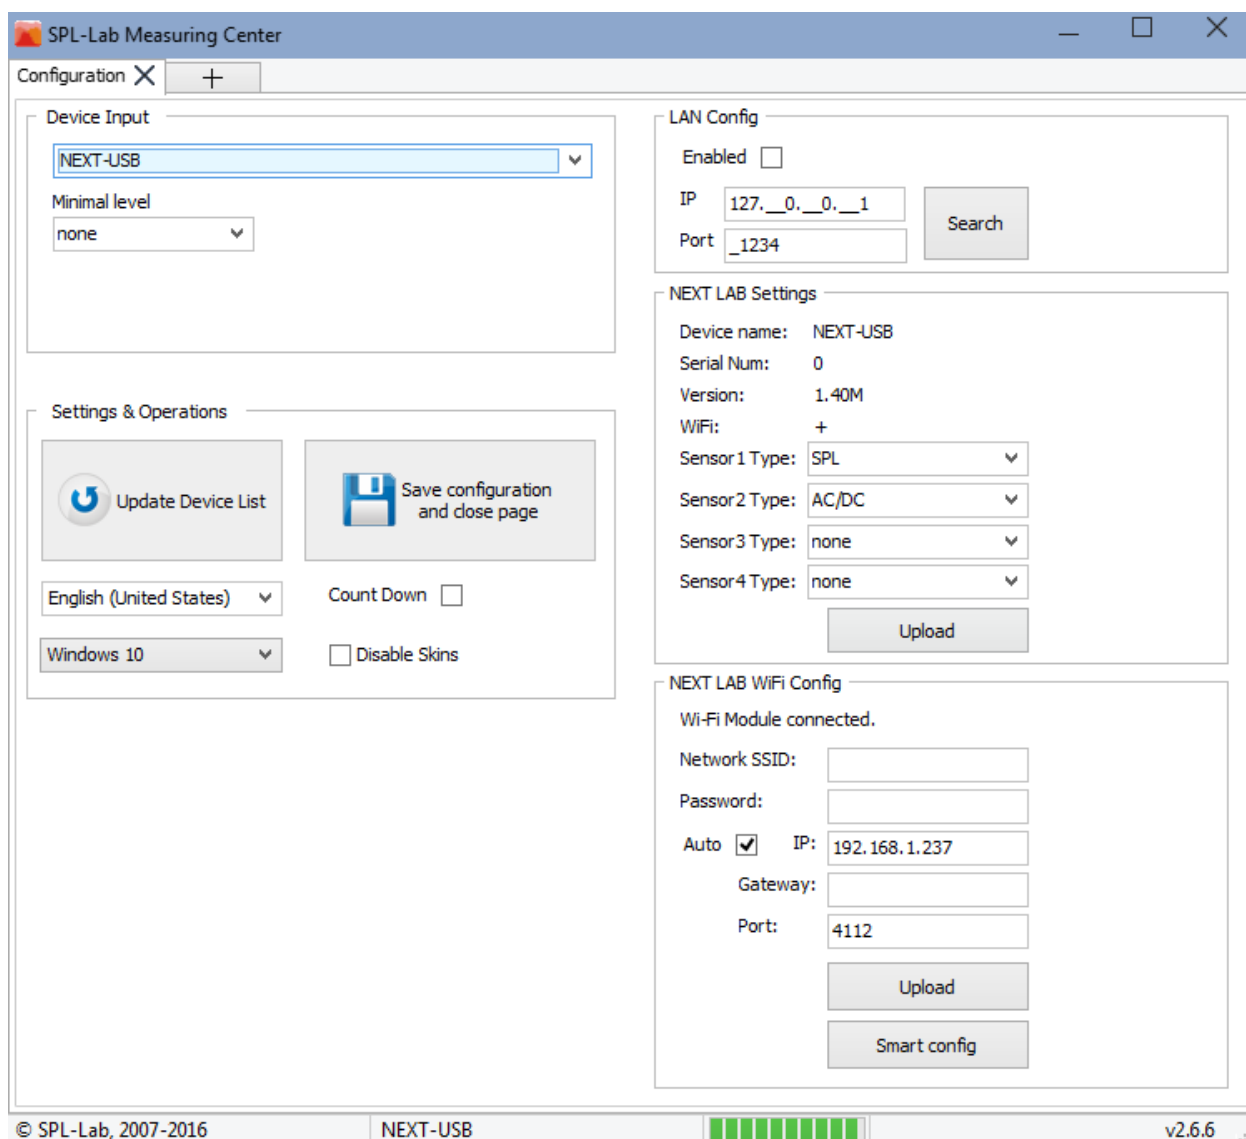 SPL-Lab Measuring Center
Configuration
+
Device Input
NEXT-USB
Minimal level
none
Settings & Operations
Update Device List
Save configuration
and close page
English (United States)
Count Down
Windows 10
Disable Skins
LAN Config
Enabled
IP 127.__0.__0.__1
Port _1234
Search
NEXT LAB Settings
Device name: NEXT-USB
Serial Num: 0
Version: 1.40M
WiFi: +
Sensor1 Type: SPL
Sensor2 Type: AC/DC
Sensor3 Type: none
Sensor4 Type: none
Upload
NEXT LAB WiFi Config
Wi-Fi Module connected.
Network SSID:
Password:
Auto IP: 192.168.1.237
Gateway:
Port: 4112
Upload
Smart config
© SPL-Lab, 2007-2016 NEXT-USB v2.6.6